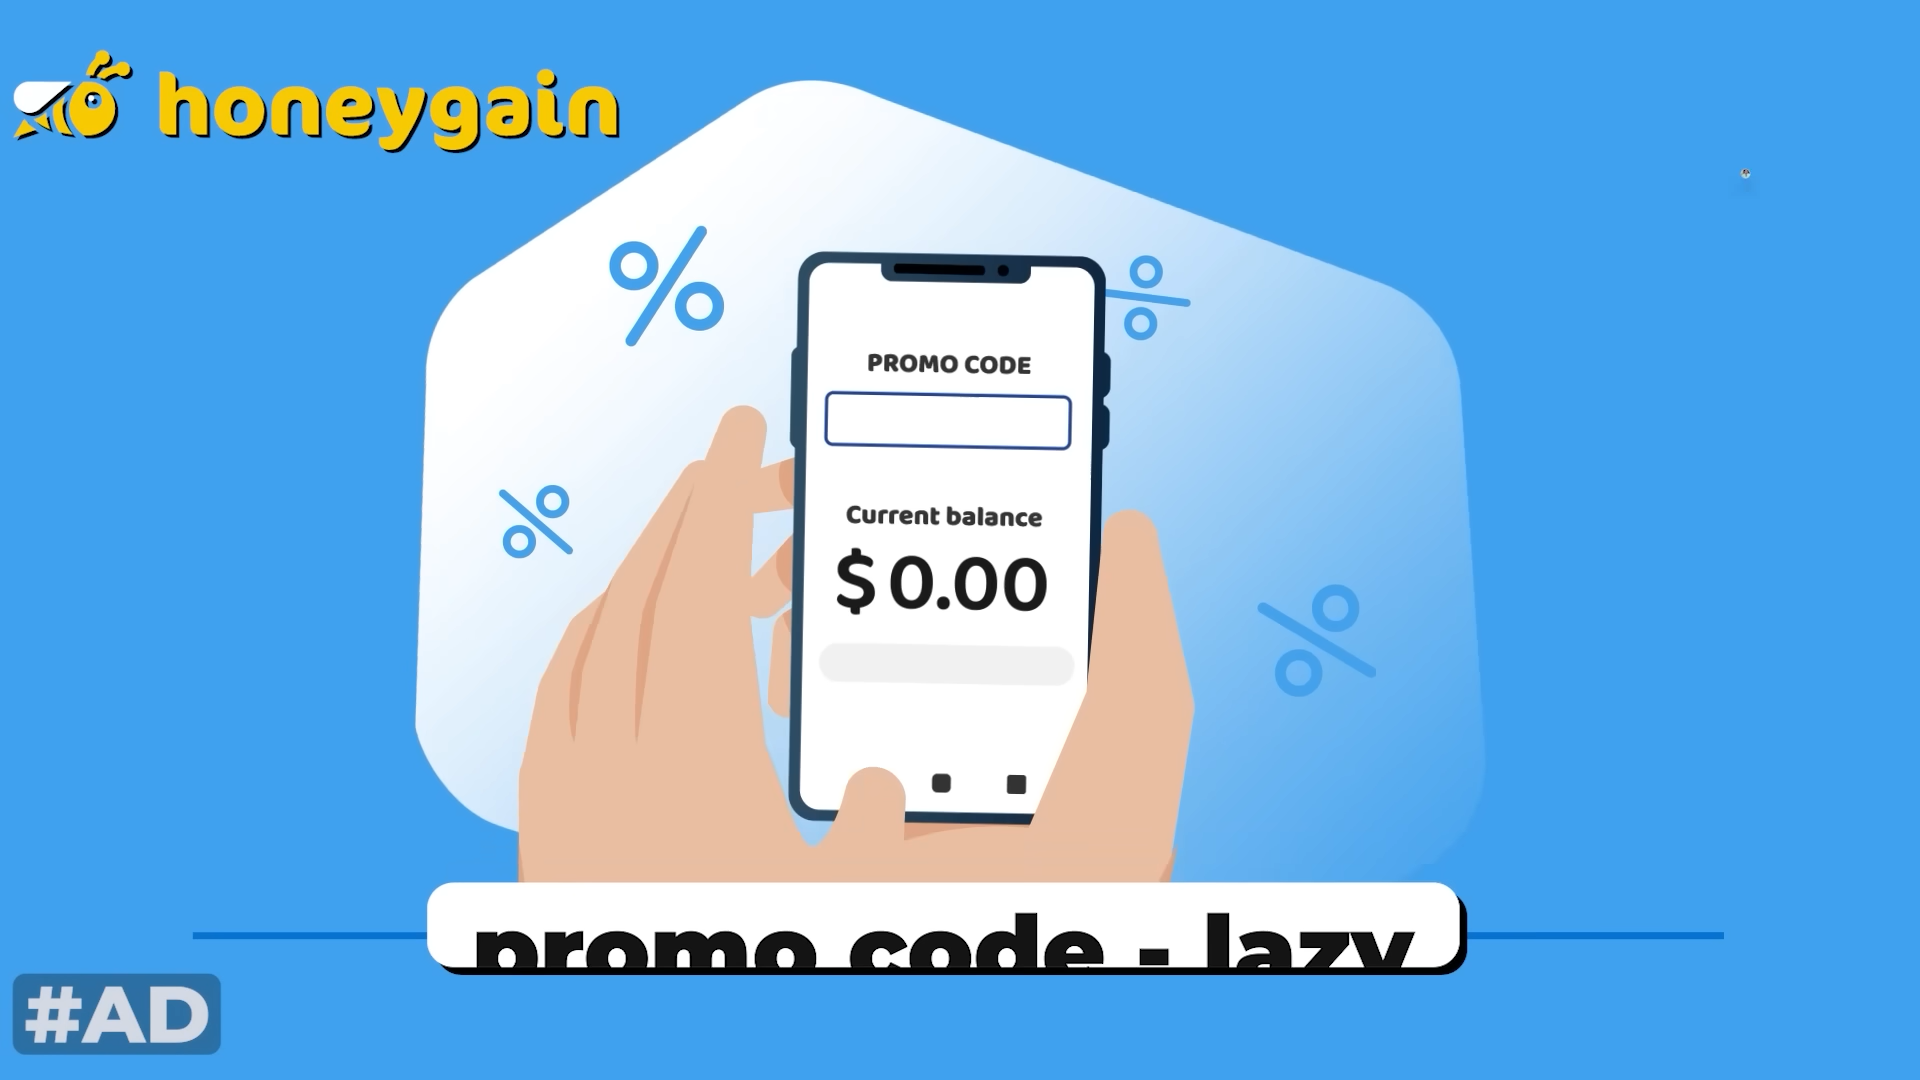 honeygain
PROMO CODE
Current balance
$0.00
promo code - lazy
#AD